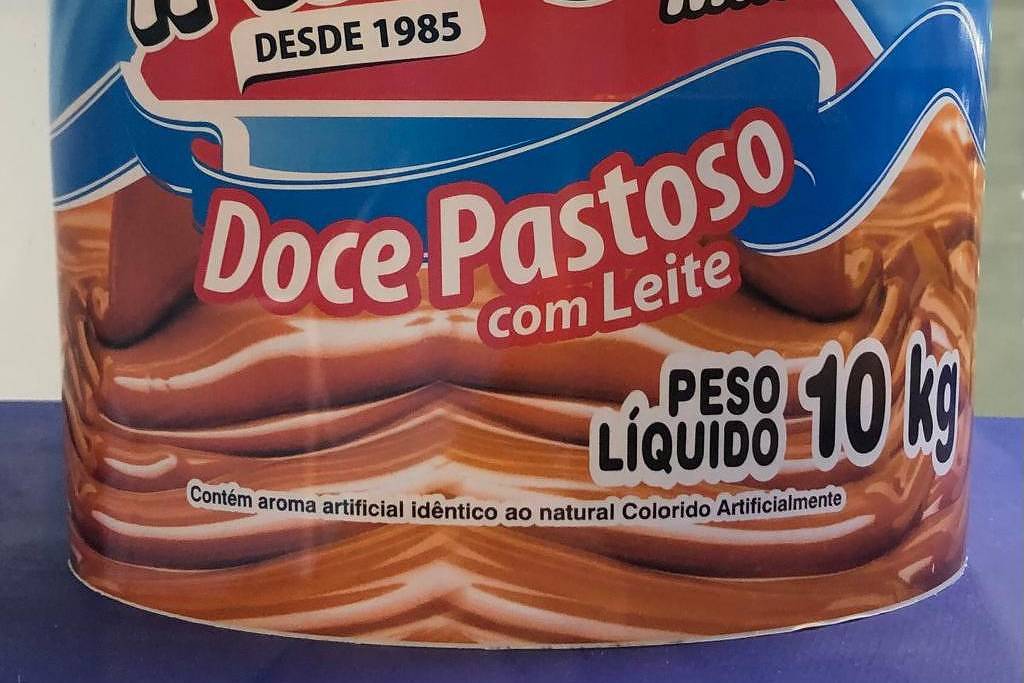 DESDE 1985
Doce Pastoso
com Leite
PESO
LÍQUIDO 10 kg
Contém aroma artificial idêntico ao natural Colorido Artificialmente